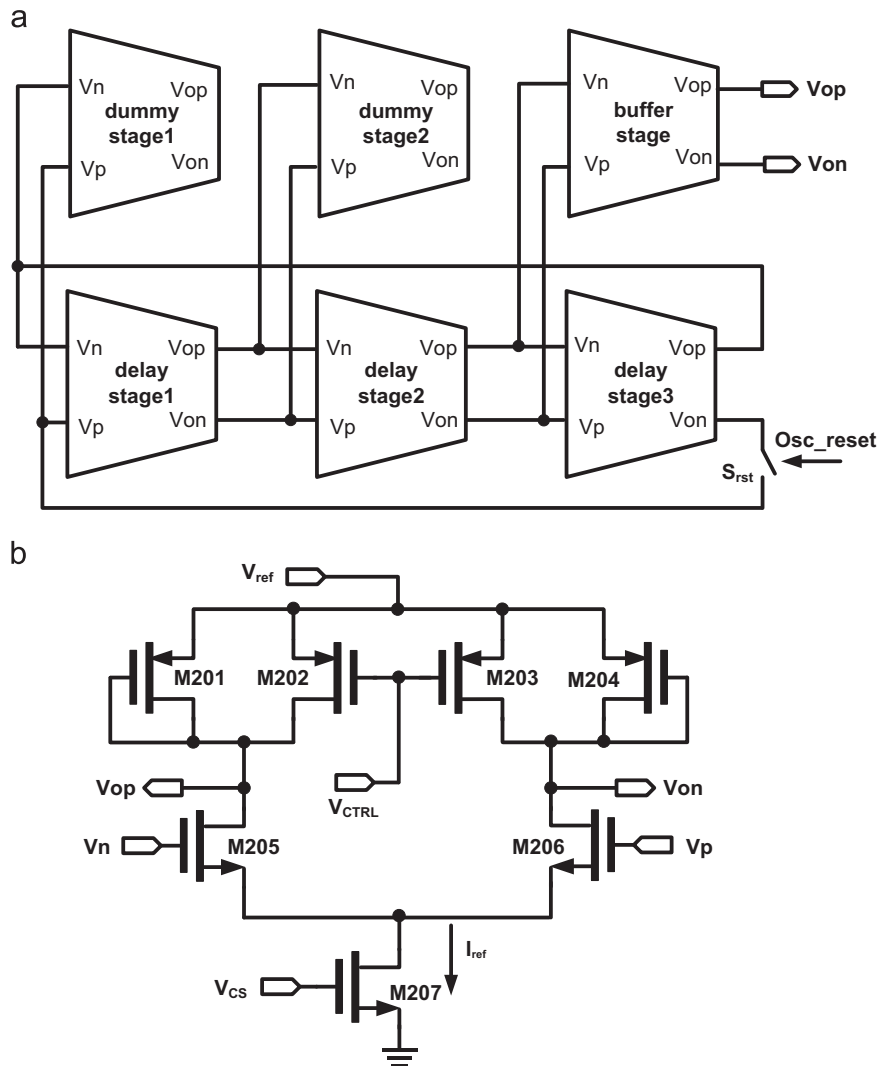 a
Vn
Vop
dummy
stage1
Vp
Von
Vn
Vop
dummy
stage2
Vp
Von
Vn
Vop
buffer
stage
Vp
Von
Vop
Von
Vn
Vop
delay
stage1
Vp
Von
Vn
Vop
delay
stage2
Vp
Von
Vn
Vop
delay
stage3
Vp
Von
Osc_reset
Srst
b
Vref
M201
M202
M203
M204
Vop
VCTRL
Von
Vn
M205
M206
Vp
Iref
VCS
M207